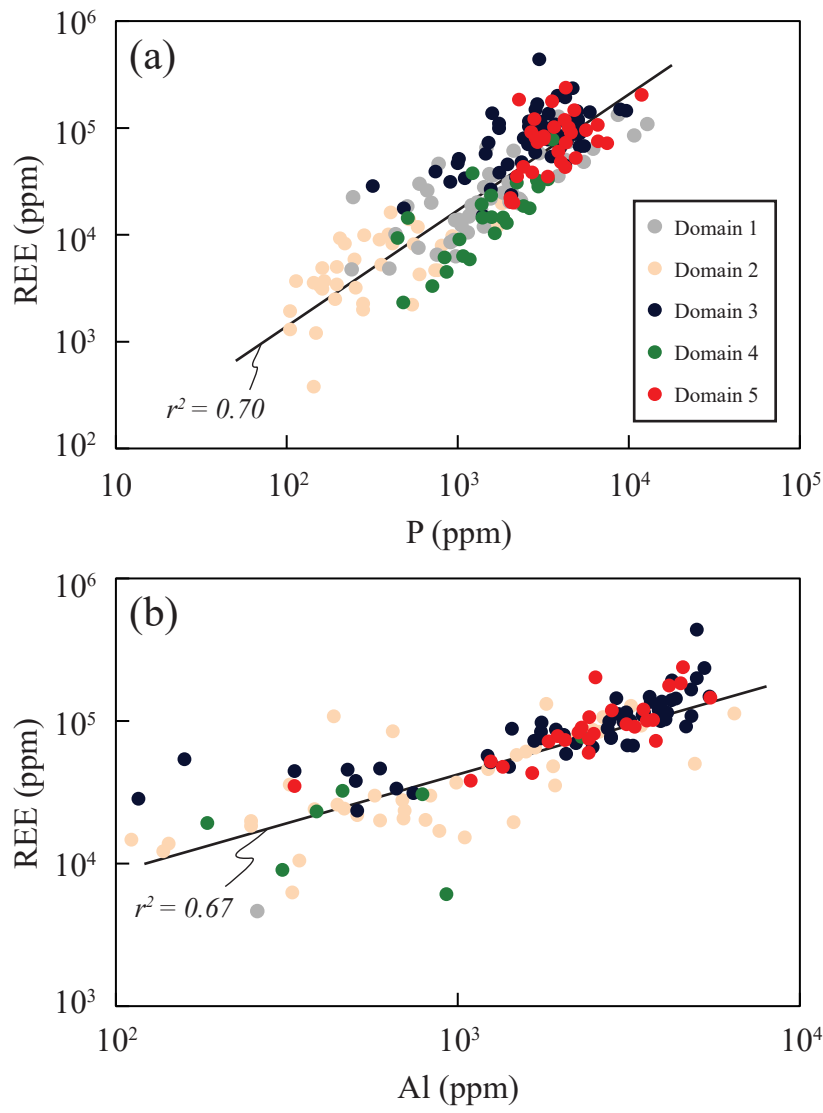 (a)
10⁶
10⁵
10⁴
10³
10²
REE (ppm)
r² = 0.70
Domain 1
Domain 2
Domain 3
Domain 4
Domain 5
10 10² 10³ 10⁴ 10⁵
P (ppm)
(b)
10⁶
10⁵
10⁴
10³
REE (ppm)
r² = 0.67
10² 10³ 10⁴
Al (ppm)